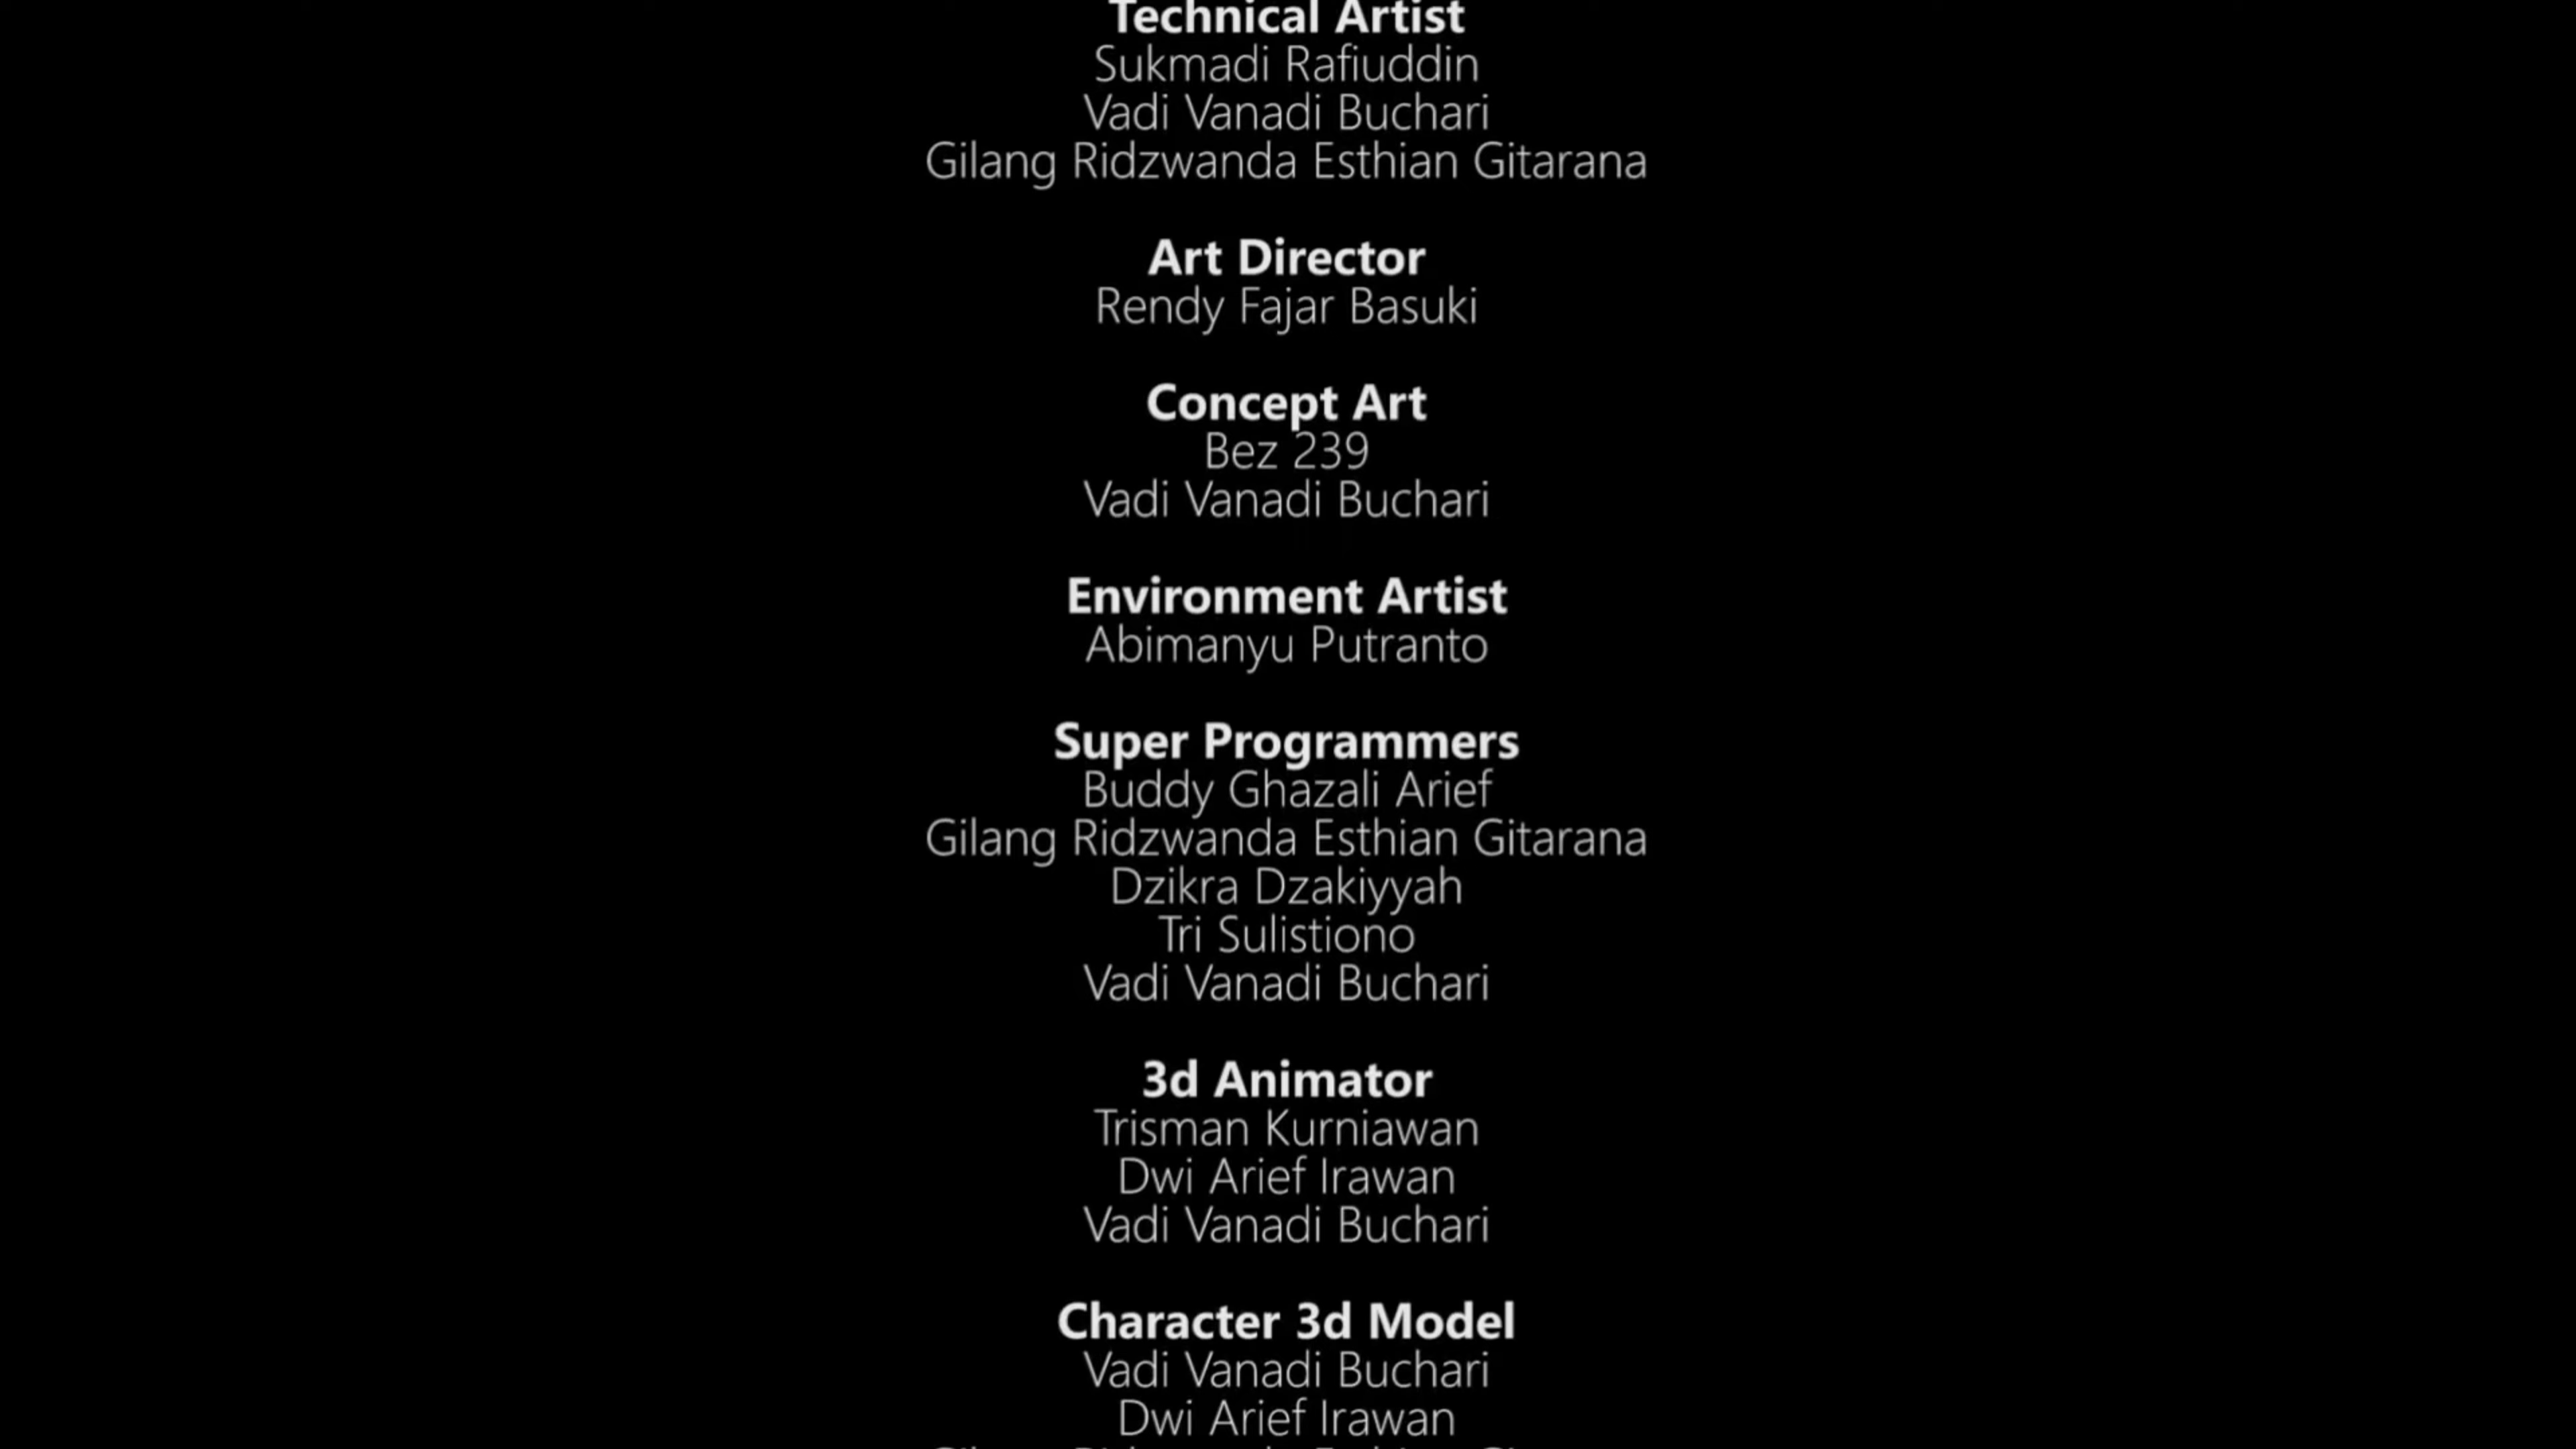 Technical Artist
Sukmadi Rafiuddin
Vadi Vanadi Buchari
Gilang Ridzwanda Esthian Gitarana
Art Director
Rendy Fajar Basuki
Concept Art
Bez 239
Vadi Vanadi Buchari
Environment Artist
Abimanyu Putranto
Super Programmers
Buddy Ghazali Arief
Gilang Ridzwanda Esthian Gitarana
Dzikra Dzakiyyah
Tri Sulistiono
Vadi Vanadi Buchari
3d Animator
Trisman Kurniawan
Dwi Arief Irawan
Vadi Vanadi Buchari
Character 3d Model
Vadi Vanadi Buchari
Dwi Arief Irawan